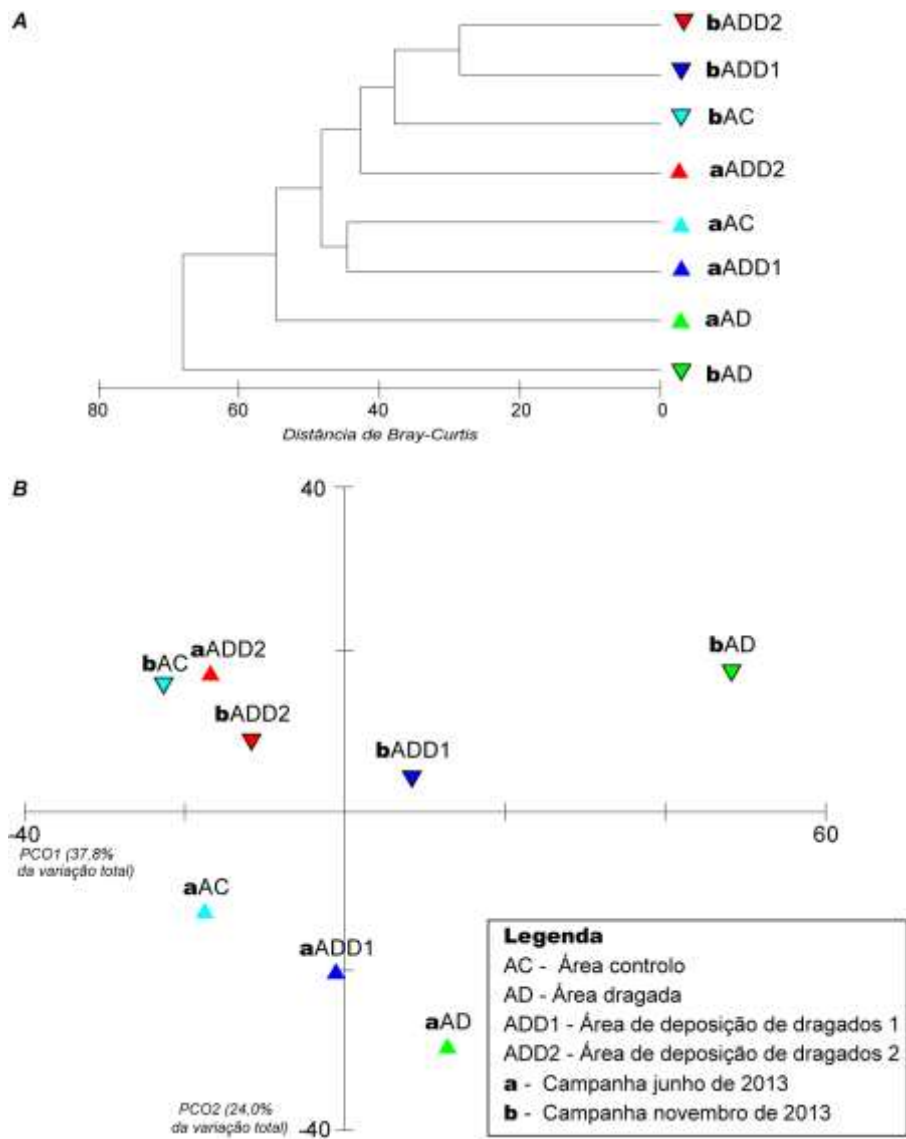 A
bADD2
bADD1
bAC
aADD2
aAC
aADD1
aAD
bAD
80 60 40 20 0
Distância de Bray-Curtis
B
40
bAD
aADD2
bAC
bADD2
bADD1
-40 60
PCO1 (37,8%
da variação total)
aAC
aADD1
aAD
PCO2 (24,0%
da variação total)
-40
Legenda
AC - Área controlo
AD - Área dragada
ADD1 - Área de deposição de dragados 1
ADD2 - Área de deposição de dragados 2
a - Campanha junho de 2013
b - Campanha novembro de 2013